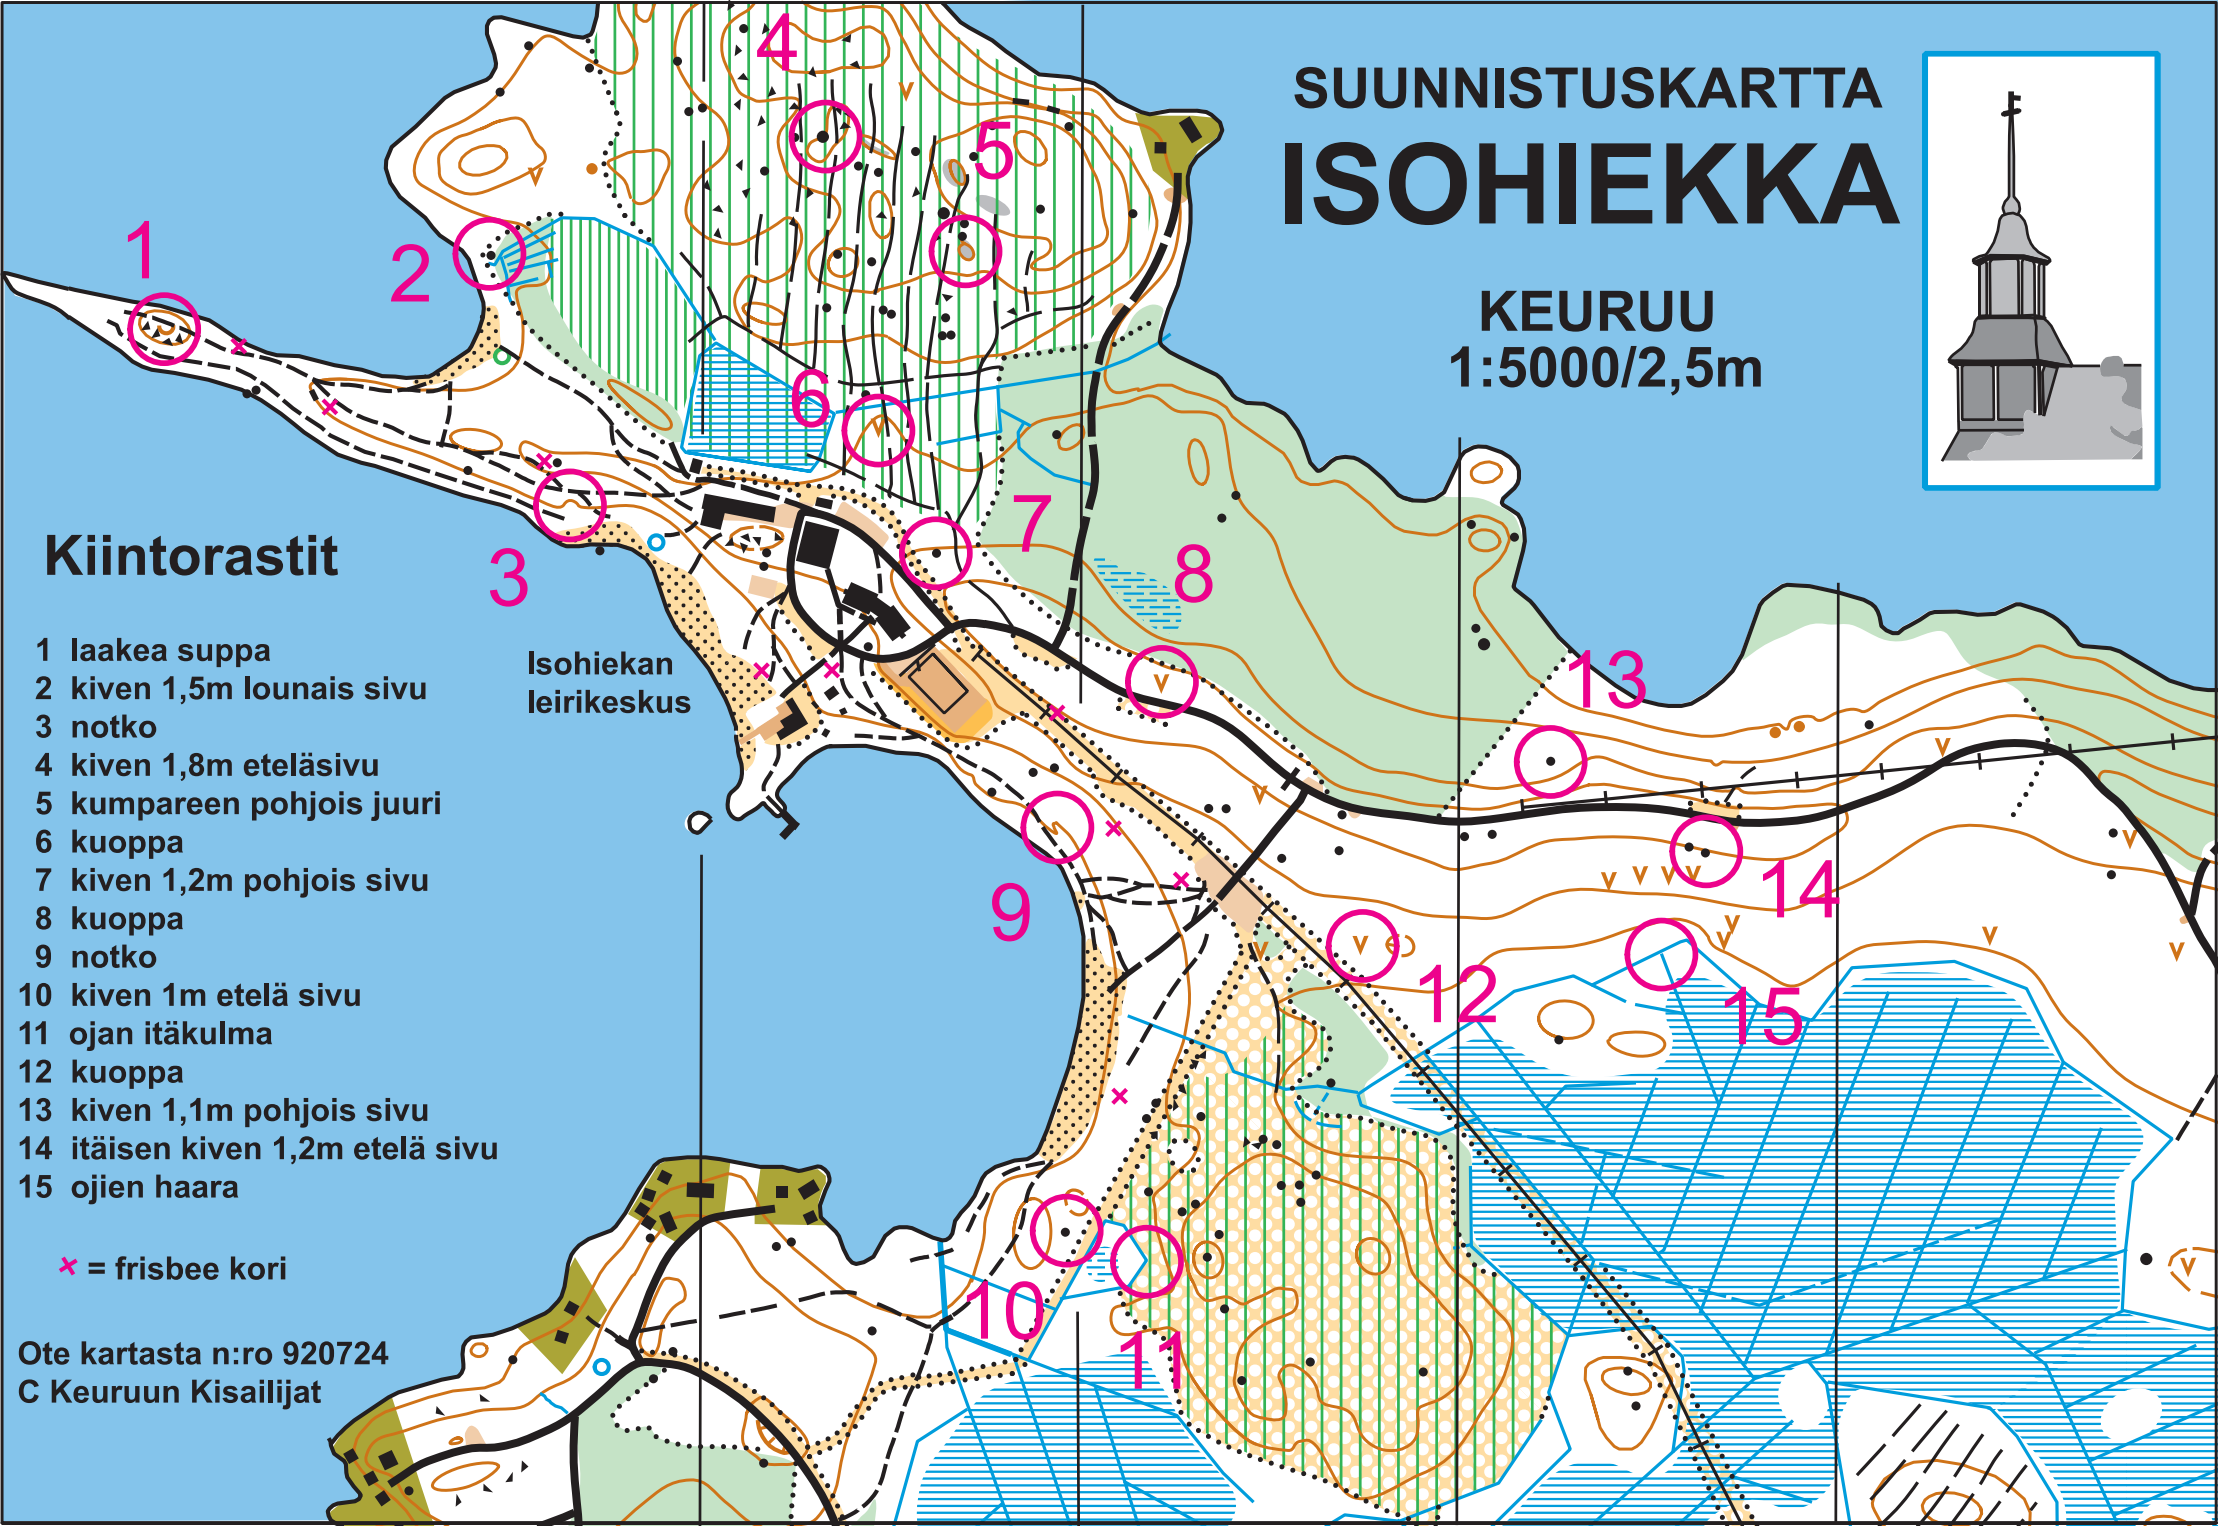 SUUNNISTUSKARTTA
ISOHIEKKA
KEURUU
1:5000/2,5m
4
5
1
2
6
7
8
3
13
14
9
12
15
10
11
Isohiekan
leirikeskus
Kiintorastit
1 laakea suppa
2 kiven 1,5m lounais sivu
3 notko
4 kiven 1,8m eteläsivu
5 kumpareen pohjois juuri
6 kuoppa
7 kiven 1,2m pohjois sivu
8 kuoppa
9 notko
10 kiven 1m etelä sivu
11 ojan itäkulma
12 kuoppa
13 kiven 1,1m pohjois sivu
14 itäisen kiven 1,2m etelä sivu
15 ojien haara
× = frisbee kori
Ote kartasta n:ro 920724
C Keuruun Kisailijat